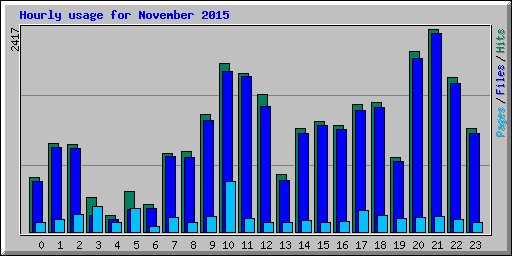 Hourly usage for November 2015
2417
Pages / Files / Hits
0 1 2 3 4 5 6 7 8 9 10 11 12 13 14 15 16 17 18 19 20 21 22 23